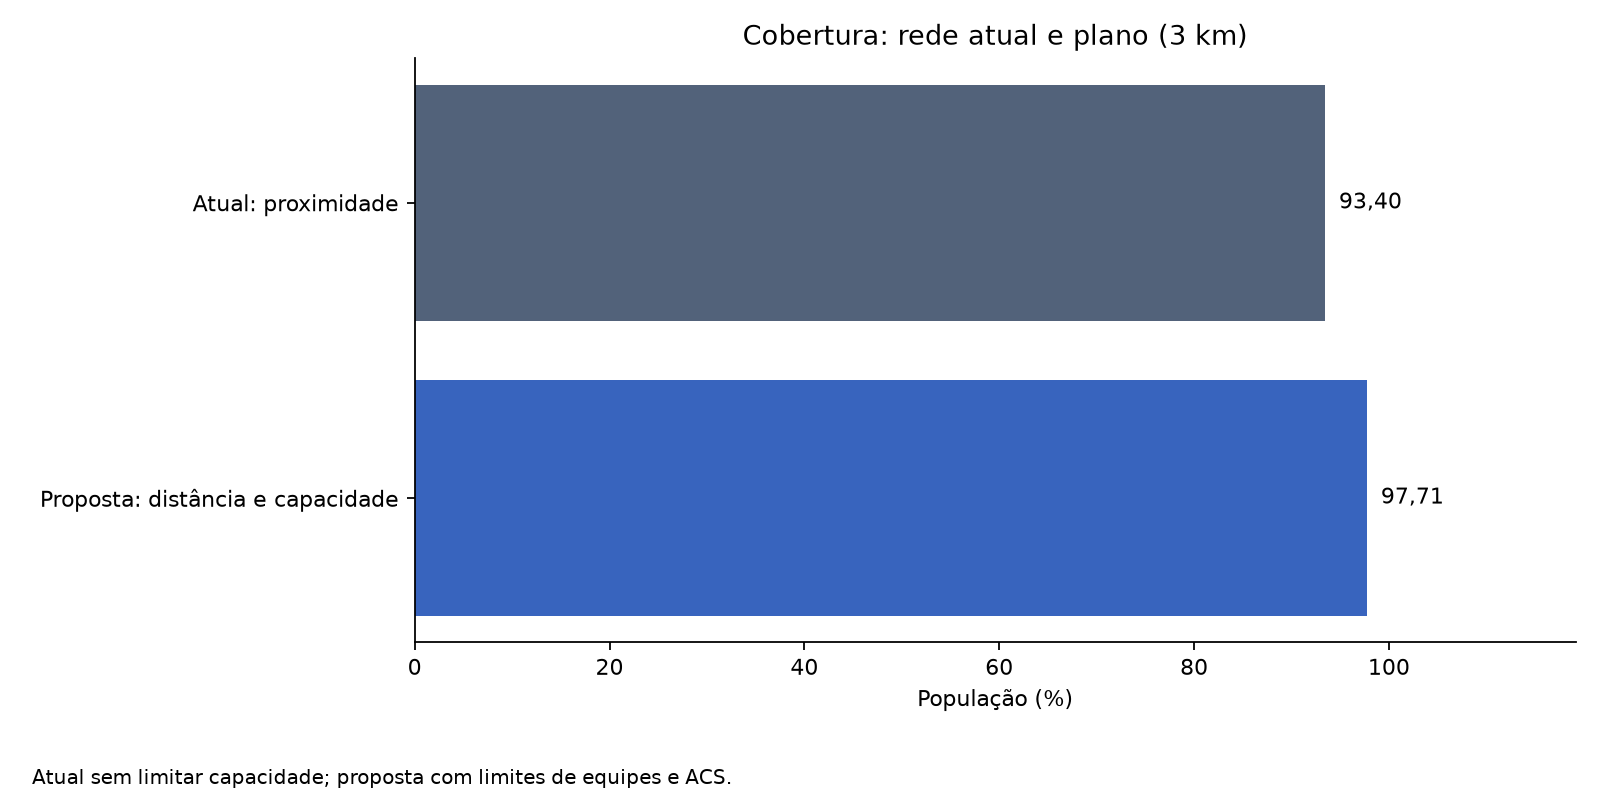 Cobertura: rede atual e plano (3 km)
Atual: proximidade
93,40
Proposta: distância e capacidade
97,71
0 20 40 60 80 100
População (%)
Atual sem limitar capacidade; proposta com limites de equipes e ACS.